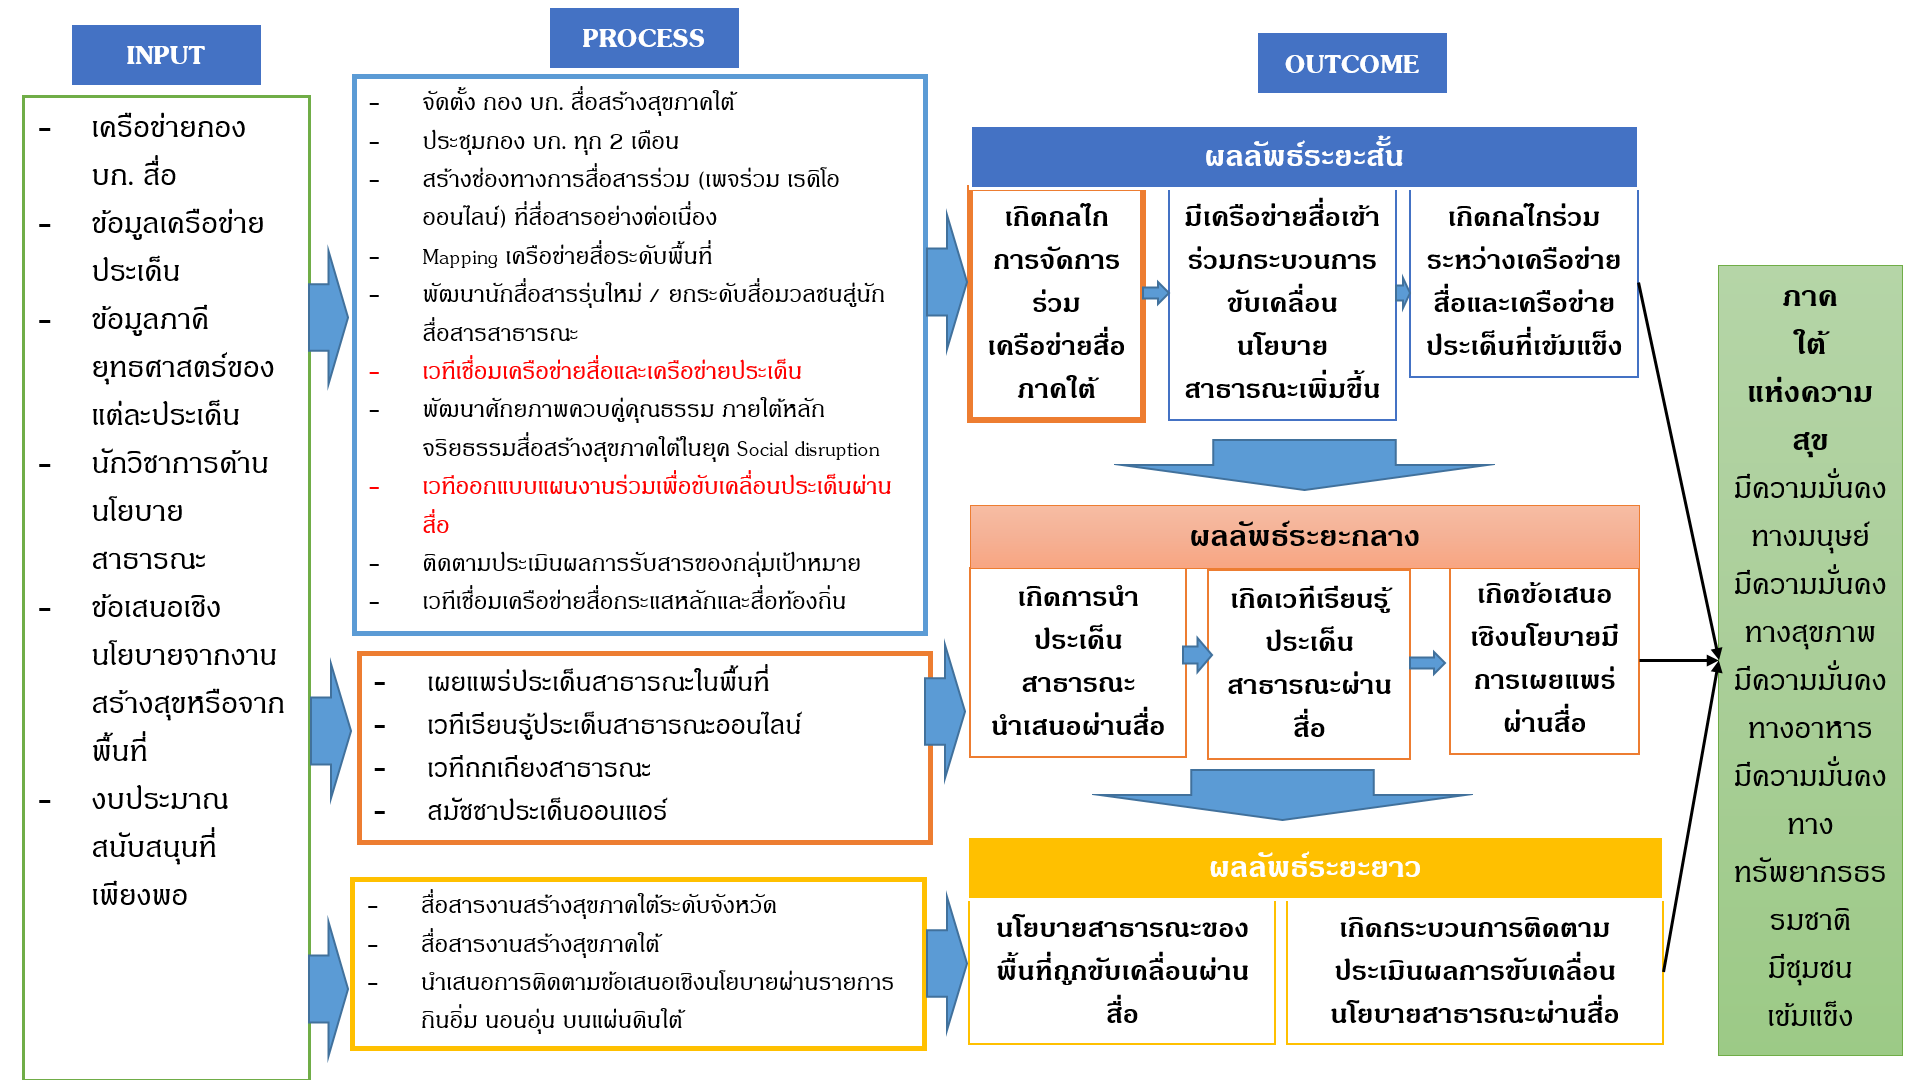 INPUT
- เครือข่ายกอง
บก. สื่อ
- ข้อมูลเครือข่าย
ประเด็น
- ข้อมูลภาคี
ยุทธศาสตร์ของ
แต่ละประเด็น
- นักวิชาการด้าน
นโยบาย
สาธารณะ
- ข้อเสนอเชิง
นโยบายจากงาน
สร้างสุขหรือจาก
พื้นที่
- งบประมาณ
สนับสนุนที่
เพียงพอ
PROCESS
- จัดตั้ง กอง บก. สื่อสร้างสุขภาคใต้
- ประชุมกอง บก. ทุก 2 เดือน
- สร้างช่องทางการสื่อสารร่วม (เพจร่วม เรดิโอ
ออนไลน์) ที่สื่อสารอย่างต่อเนื่อง
- Mapping เครือข่ายสื่อระดับพื้นที่
- พัฒนานักสื่อสารรุ่นใหม่ / ยกระดับสื่อมวลชนสู่นัก
สื่อสารสาธารณะ
- เวทีเชื่อมเครือข่ายสื่อและเครือข่ายประเด็น
- พัฒนาศักยภาพควบคู่คุณธรรม ภายใต้หลัก
จริยธรรมสื่อสร้างสุขภาคใต้ในยุค Social disruption
- เวทีออกแบบแผนงานร่วมเพื่อขับเคลื่อนประเด็นผ่าน
สื่อ
- ติดตามประเมินผลการรับสารของกลุ่มเป้าหมาย
- เวทีเชื่อมเครือข่ายสื่อกระแสหลักและสื่อท้องถิ่น
- เผยแพร่ประเด็นสาธารณะในพื้นที่
- เวทีเรียนรู้ประเด็นสาธารณะออนไลน์
- เวทีถกเถียงสาธารณะ
- สมัชชาประเด็นออนแอร์
- สื่อสารงานสร้างสุขภาคใต้ระดับจังหวัด
- สื่อสารงานสร้างสุขภาคใต้
- นำเสนอการติดตามข้อเสนอเชิงนโยบายผ่านรายการ
กินอิ่ม นอนอุ่น บนแผ่นดินใต้
OUTCOME
ผลลัพธ์ระยะสั้น
เกิดกลไก
การจัดการ
ร่วม
เครือข่ายสื่อ
ภาคใต้
มีเครือข่ายสื่อเข้า
ร่วมกระบวนการ
ขับเคลื่อน
นโยบาย
สาธารณะเพิ่มขึ้น
เกิดกลไกร่วม
ระหว่างเครือข่าย
สื่อและเครือข่าย
ประเด็นที่เข้มแข็ง
ผลลัพธ์ระยะกลาง
เกิดการนำ
ประเด็น
สาธารณะ
นำเสนอผ่านสื่อ
เกิดเวทีเรียนรู้
ประเด็น
สาธารณะผ่าน
สื่อ
เกิดข้อเสนอ
เชิงนโยบายมี
การเผยแพร่
ผ่านสื่อ
ผลลัพธ์ระยะยาว
นโยบายสาธารณะของ
พื้นที่ถูกขับเคลื่อนผ่าน
สื่อ
เกิดกระบวนการติดตาม
ประเมินผลการขับเคลื่อน
นโยบายสาธารณะผ่านสื่อ
ภาค
ใต้
แห่งความ
สุข
มีความมั่นคง
ทางมนุษย์
มีความมั่นคง
ทางสุขภาพ
มีความมั่นคง
ทางอาหาร
มีความมั่นคง
ทาง
ทรัพยากรธร
รมชาติ
มีชุมชน
เข้มแข็ง